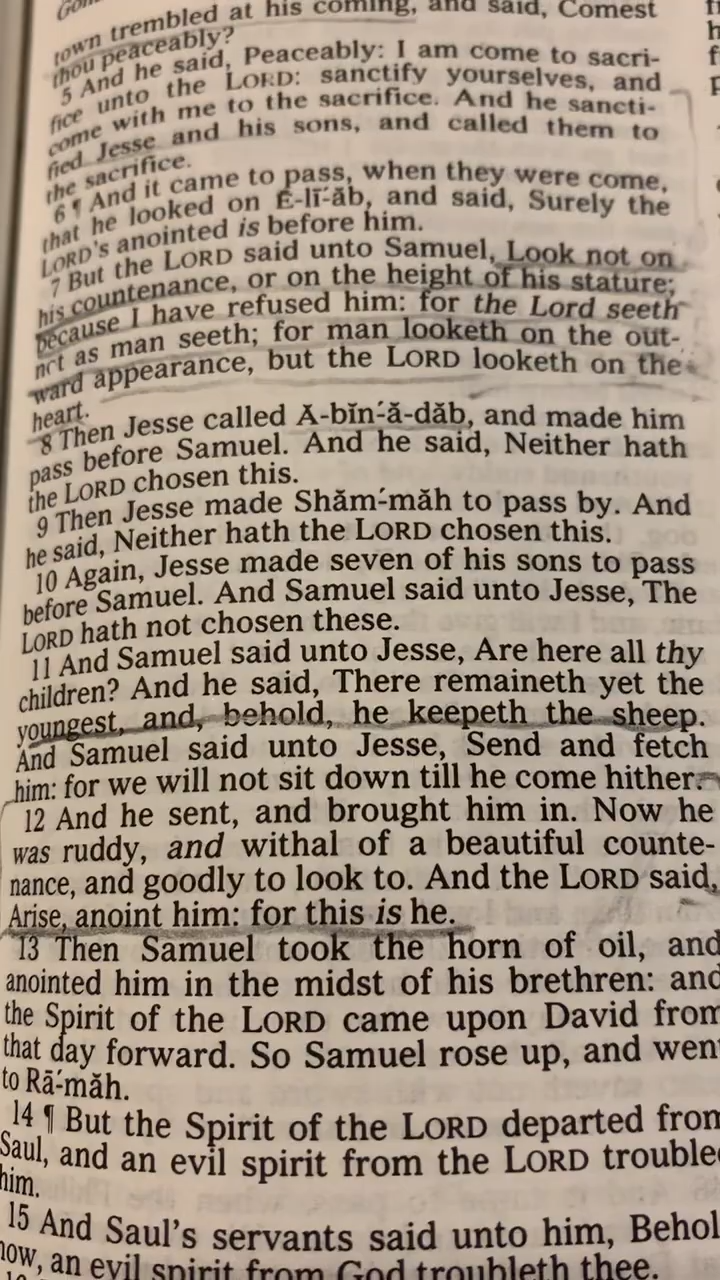 town trembled at his coming, and said, Comest
thou peaceably?
5 And he said, Peaceably: I am come to sacri-
fice unto the LORD: sanctify yourselves, and
come with me to the sacrifice. And he sancti-
fied Jesse and his sons, and called them to
the sacrifice.
6 ¶ And it came to pass, when they were come,
that he looked on Ē-lī´-ăb, and said, Surely the
LORD's anointed is before him.
7 But the LORD said unto Samuel, Look not on
his countenance, or on the height of his stature;
because I have refused him: for the Lord seeth
not as man seeth; for man looketh on the out-
ward appearance, but the LORD looketh on the
heart.
8 Then Jesse called Ă-bĭn´-ă-dăb, and made him
pass before Samuel. And he said, Neither hath
the LORD chosen this.
9 Then Jesse made Shăm´-măh to pass by. And
he said, Neither hath the LORD chosen this.
10 Again, Jesse made seven of his sons to pass
before Samuel. And Samuel said unto Jesse, The
LORD hath not chosen these.
11 And Samuel said unto Jesse, Are here all thy
children? And he said, There remaineth yet the
youngest, and, behold, he keepeth the sheep.
And Samuel said unto Jesse, Send and fetch
him: for we will not sit down till he come hither.
12 And he sent, and brought him in. Now he
was ruddy, and withal of a beautiful counte-
nance, and goodly to look to. And the LORD said,
Arise, anoint him: for this is he.
13 Then Samuel took the horn of oil, and
anointed him in the midst of his brethren: and
the Spirit of the LORD came upon David from
that day forward. So Samuel rose up, and went
to Rā´-măh.
14 ¶ But the Spirit of the LORD departed from
Saul, and an evil spirit from the LORD trouble
him.
15 And Saul's servants said unto him, Behol
now, an evil spirit from God troubleth thee.